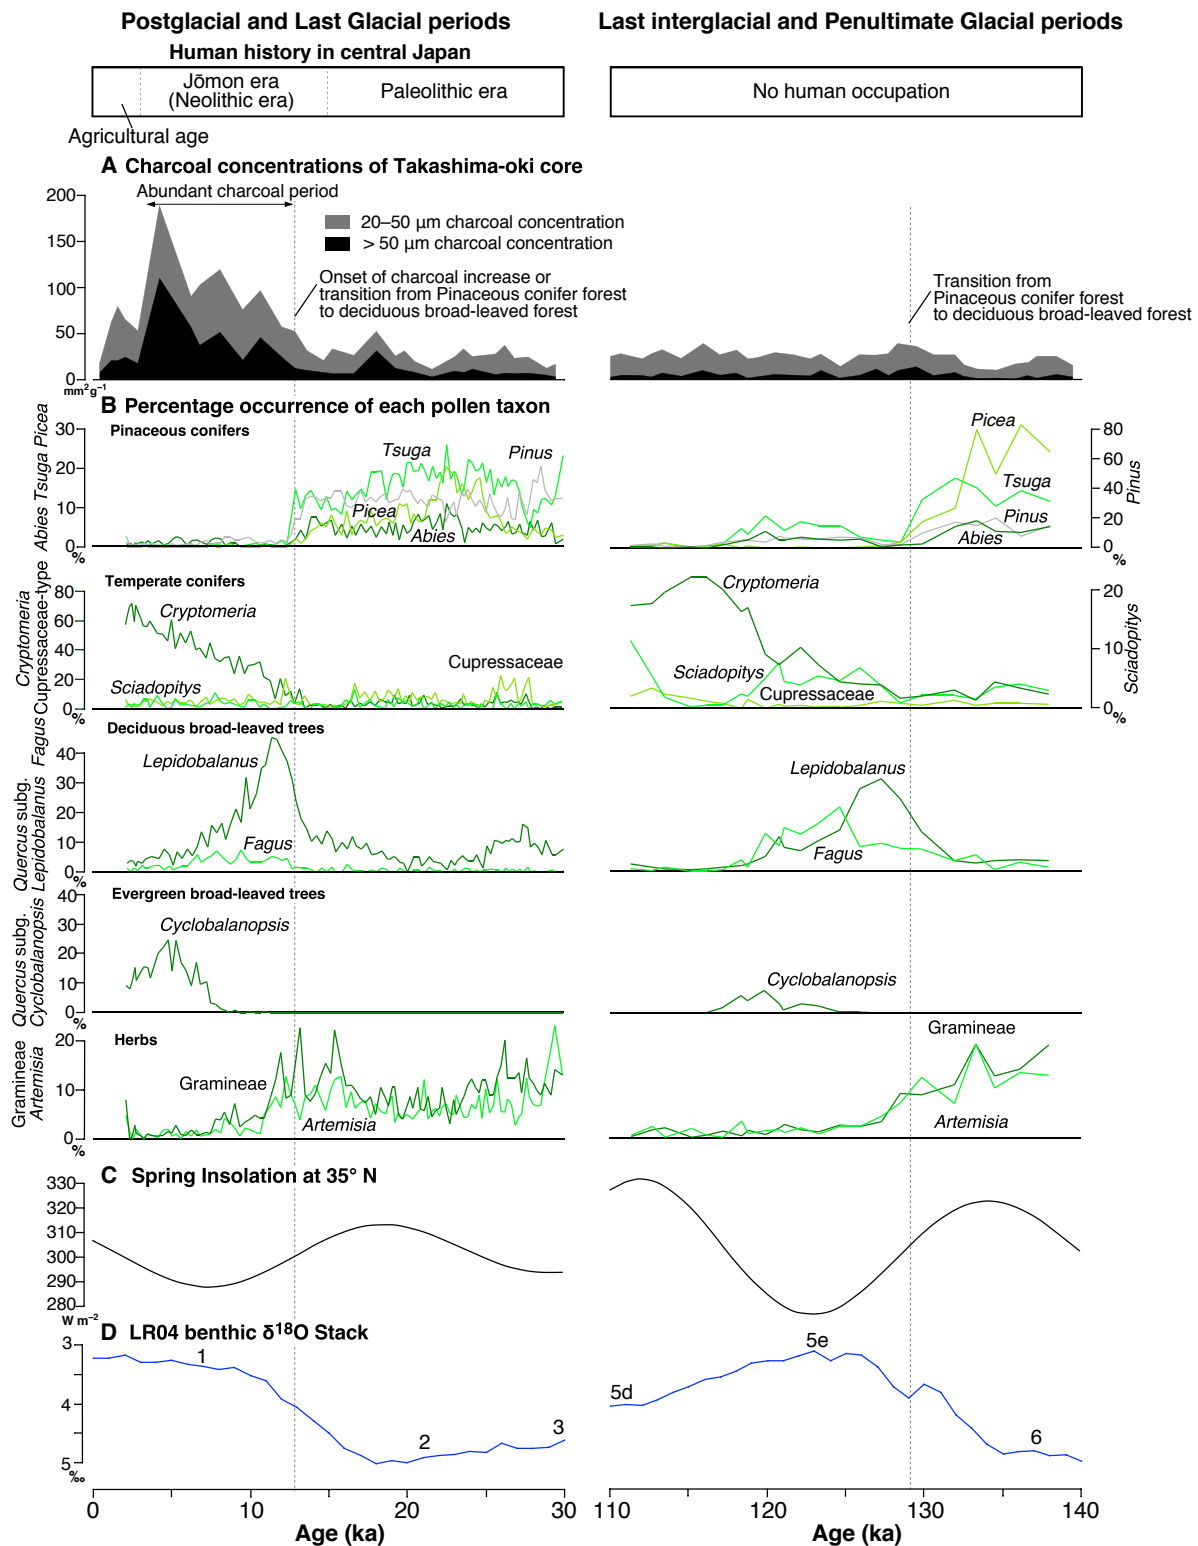 Postglacial and Last Glacial periods
Last interglacial and Penultimate Glacial periods
Human history in central Japan
Jōmon era
(Neolithic era)
Paleolithic era
No human occupation
Agricultural age
A Charcoal concentrations of Takashima-oki core
200
150
100
50
0
mm²g⁻¹
Abundant charcoal period
20–50 µm charcoal concentration
> 50 µm charcoal concentration
Onset of charcoal increase or
transition from Pinaceous conifer forest
to deciduous broad-leaved forest
Transition from
Pinaceous conifer forest
to deciduous broad-leaved forest
B Percentage occurrence of each pollen taxon
Pinaceous conifers
Abies Tsuga Picea
30
20
10
0
%
Tsuga
Pinus
Picea
Abies
Picea
Tsuga
Pinus
Abies
80
60
40
20
0
%
Pinus
Temperate conifers
Cryptomeria
Cupressaceae-type
80
60
40
20
0
%
Cryptomeria
Sciadopitys
Cupressaceae
Cryptomeria
Sciadopitys
Cupressaceae
20
10
0
%
Sciadopitys
Deciduous broad-leaved trees
Quercus subg.
Lepidobalanus Fagus
40
30
20
10
0
%
Lepidobalanus
Fagus
Lepidobalanus
Fagus
Evergreen broad-leaved trees
Quercus subg.
Cyclobalanopsis
40
30
20
10
0
%
Cyclobalanopsis
Cyclobalanopsis
Herbs
Gramineae
Artemisia
20
10
0
%
Gramineae
Artemisia
Gramineae
Artemisia
C Spring Insolation at 35° N
330
320
310
300
290
280
W m⁻²
D LR04 benthic δ¹⁸O Stack
3
4
5
‰
1
2
3
5d
5e
6
0
10
20
30
110
120
130
140
Age (ka)
Age (ka)